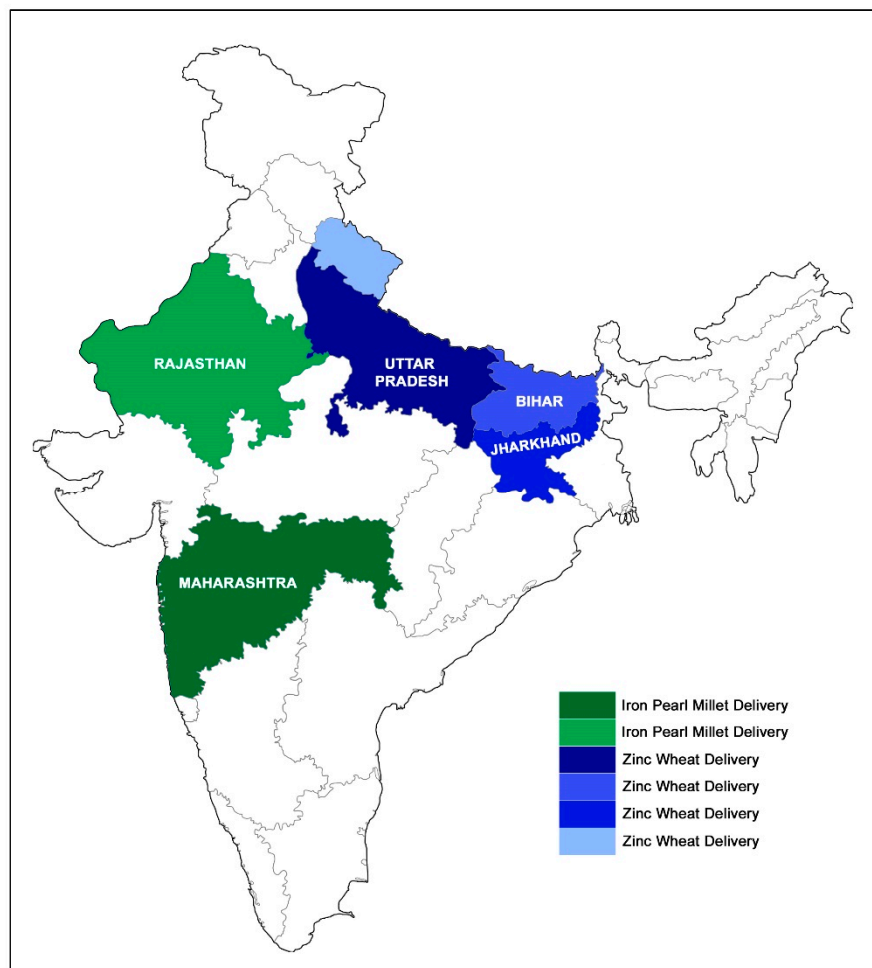 RAJASTHAN
UTTAR
PRADESH
BIHAR
JHARKHAND
MAHARASHTRA
Iron Pearl Millet Delivery
Iron Pearl Millet Delivery
Zinc Wheat Delivery
Zinc Wheat Delivery
Zinc Wheat Delivery
Zinc Wheat Delivery